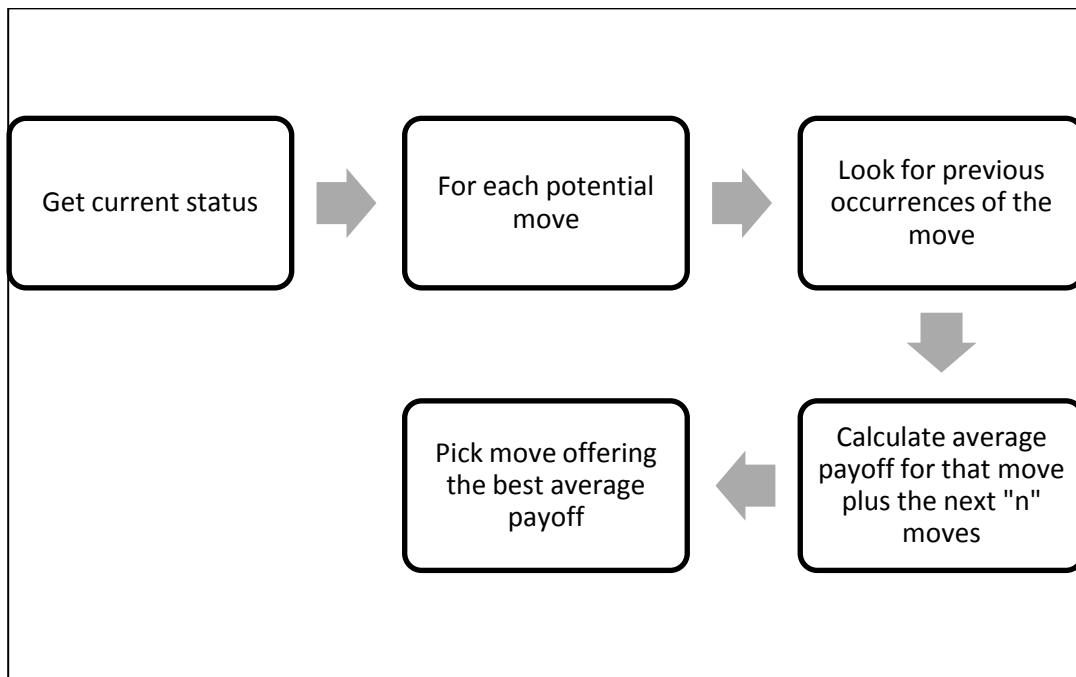 Get current status
For each potential
move
Look for previous
occurrences of the
move
Calculate average
payoff for that move
plus the next "n"
moves
Pick move offering
the best average
payoff